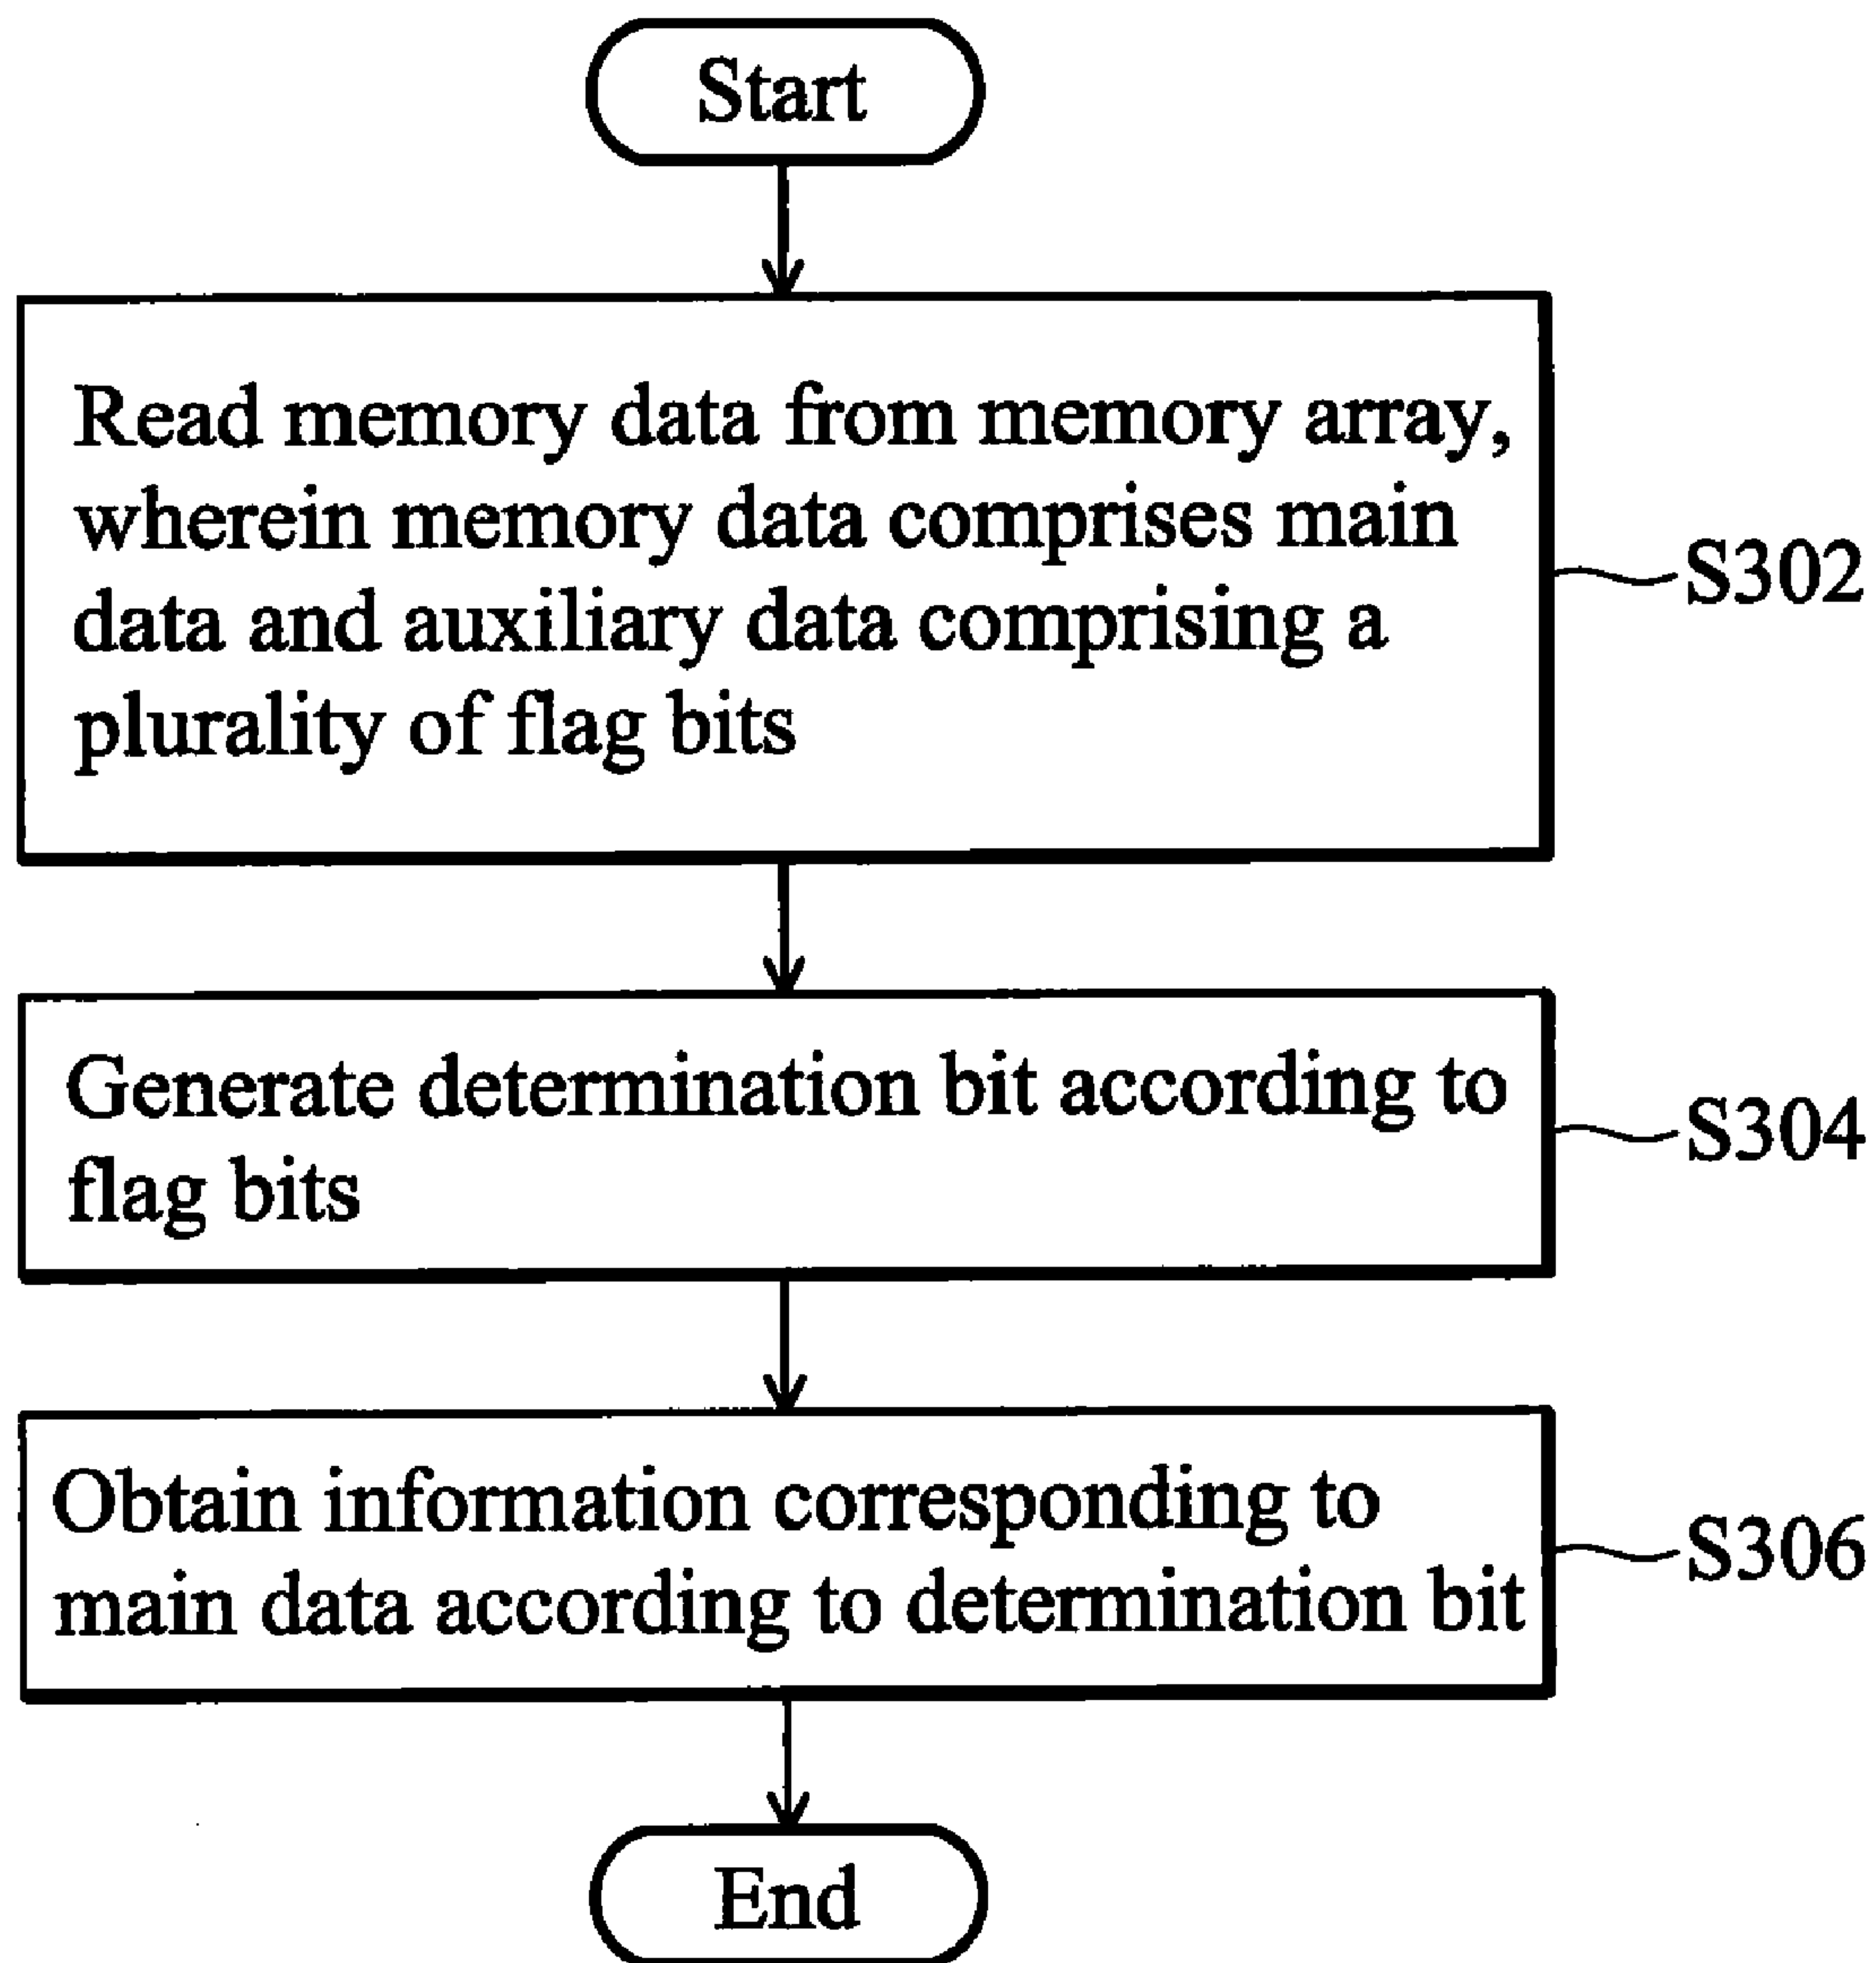 Start
Read memory data from memory array,
wherein memory data comprises main
data and auxiliary data comprising a
plurality of flag bits
S302
Generate determination bit according to
flag bits
S304
Obtain information corresponding to
main data according to determination bit
S306
End